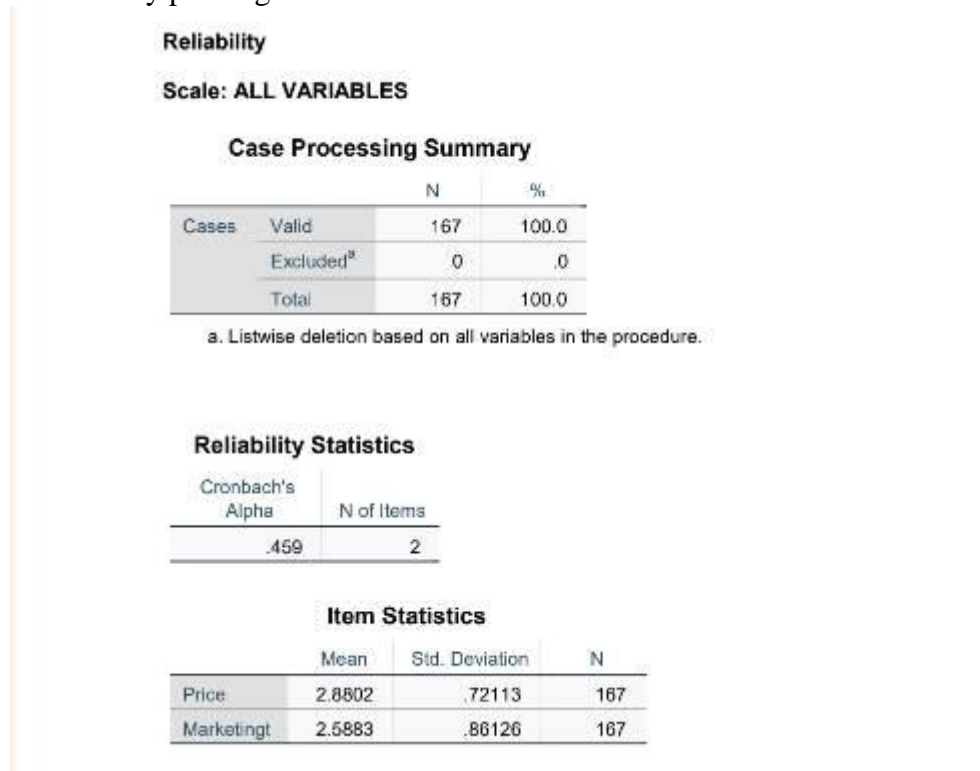 Reliability
Scale: ALL VARIABLES
Case Processing Summary
N %
Cases Valid 167 100.0
Excludedᵃ 0 .0
Total 167 100.0
a. Listwise deletion based on all variables in the procedure.
Reliability Statistics
Cronbach's
Alpha N of Items
.459 2
Item Statistics
Mean Std. Deviation N
Price 2.8802 .72113 167
Marketingt 2.5883 .86126 167